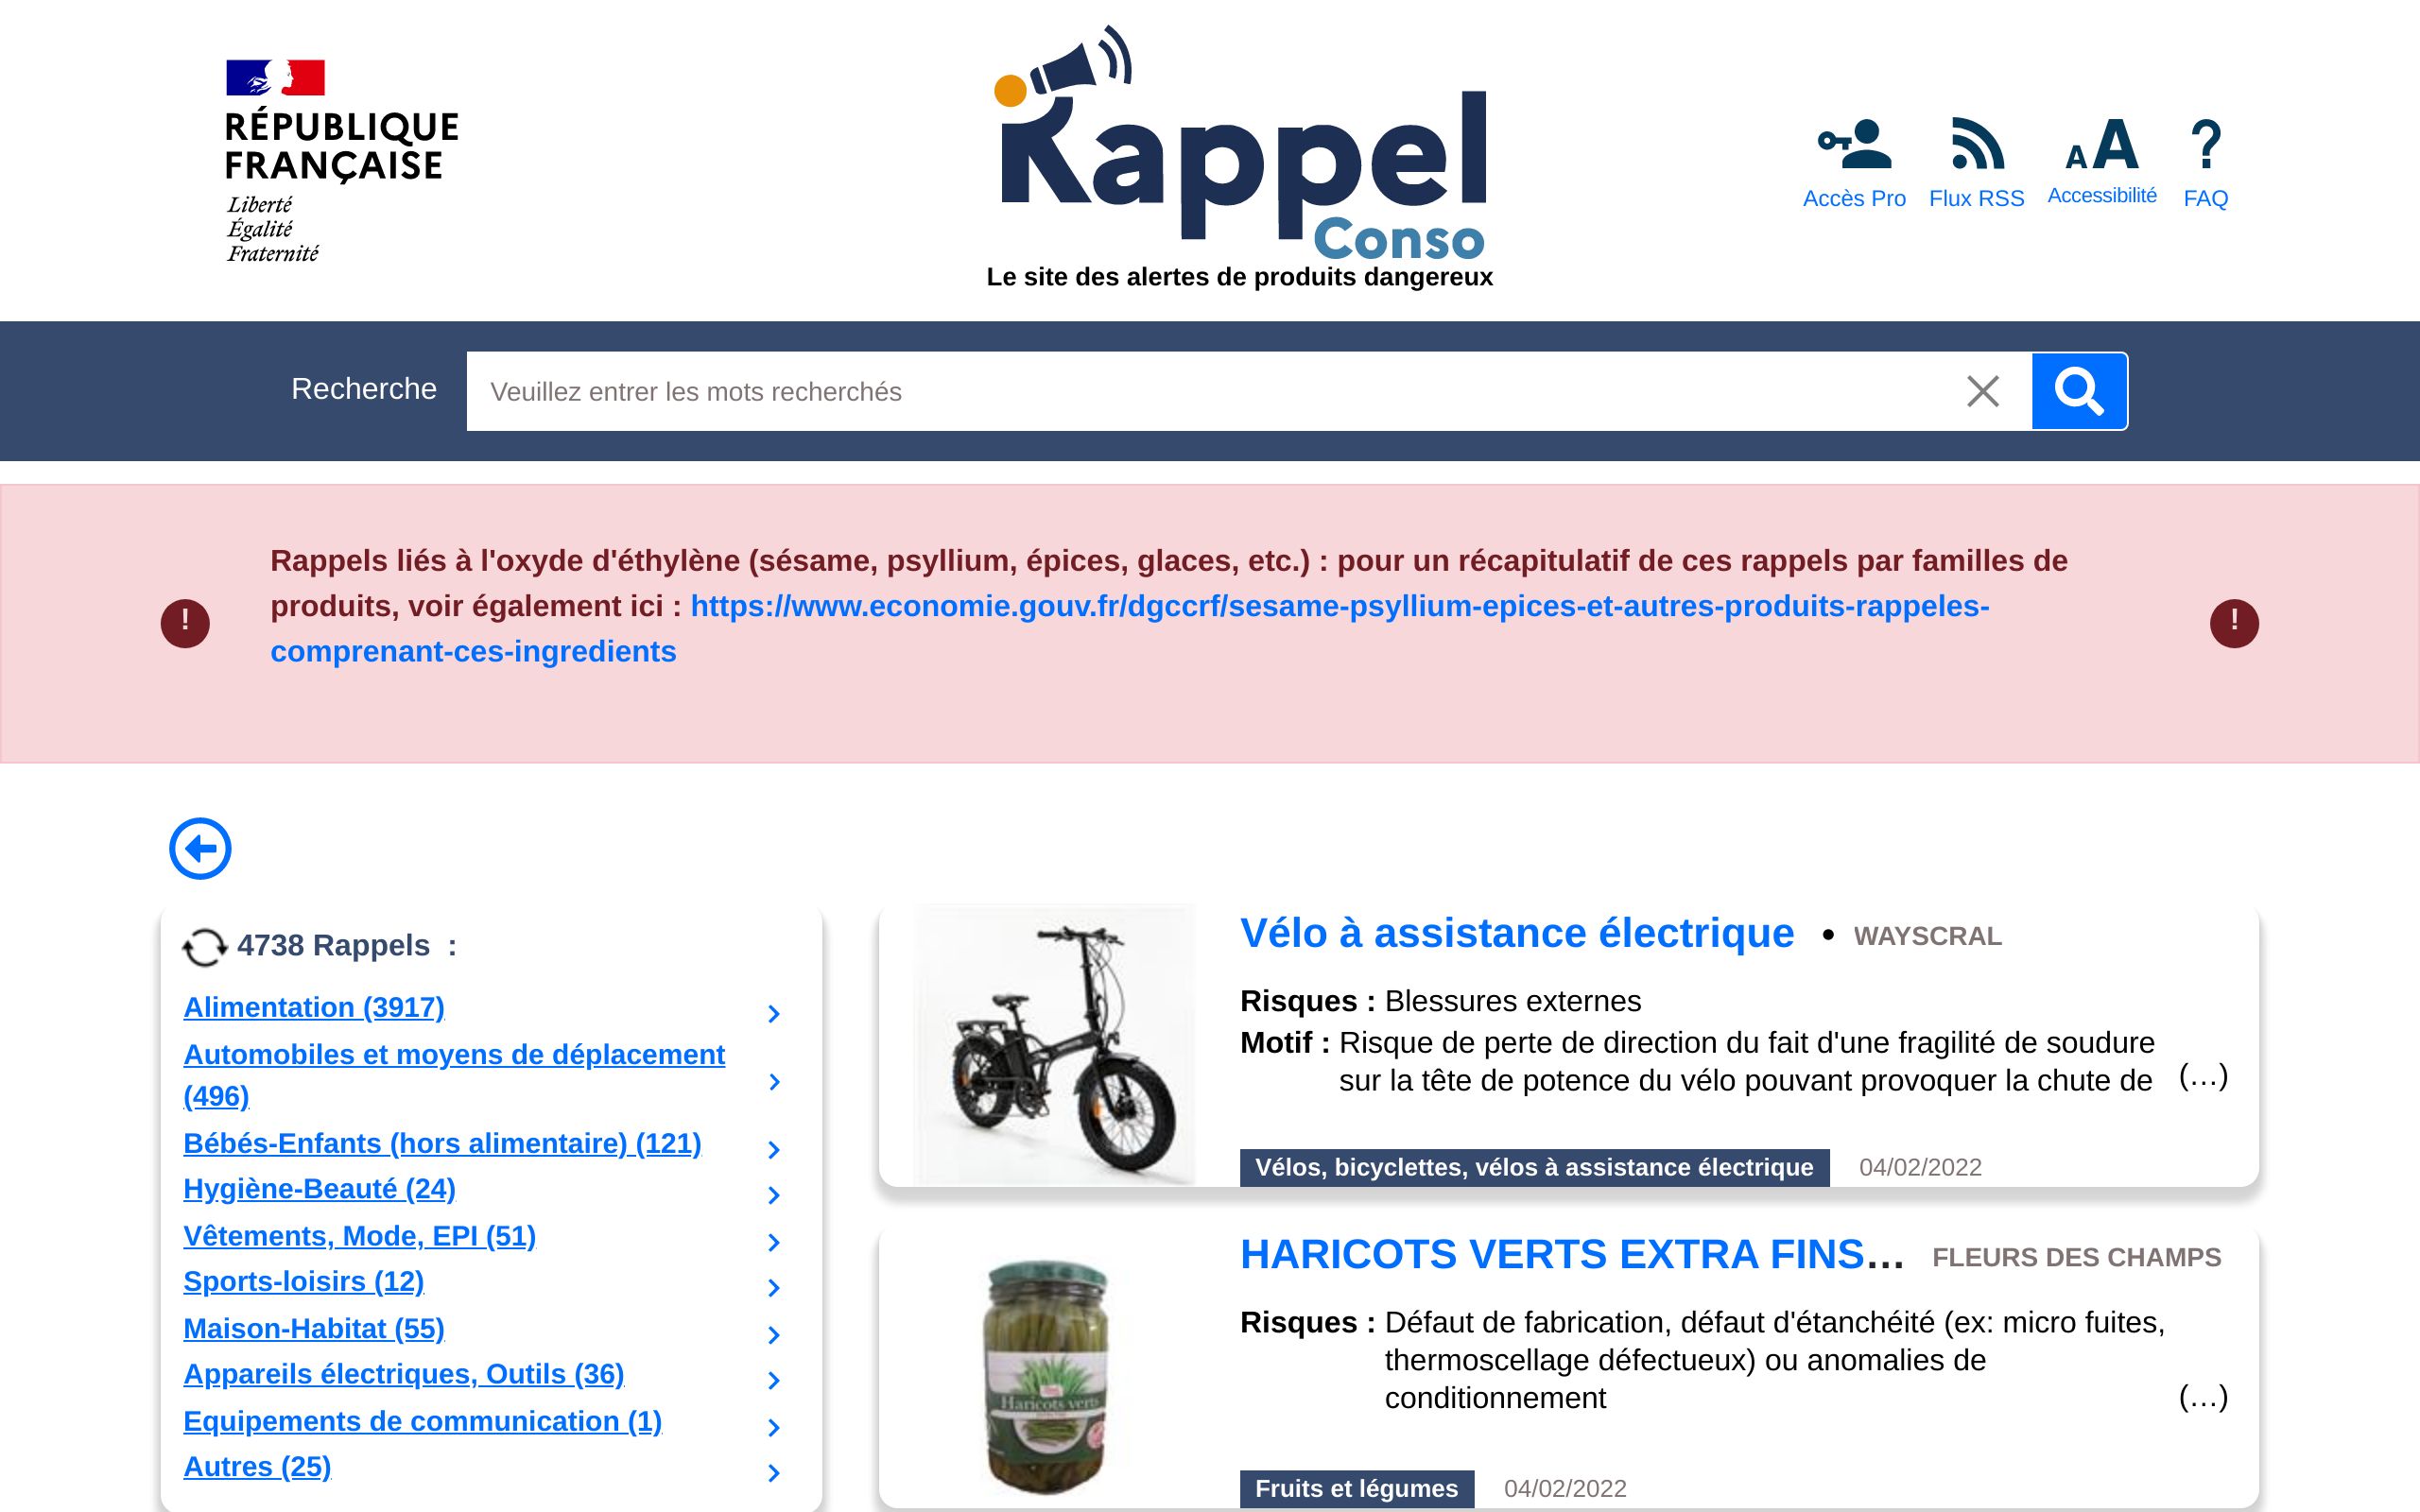 RÉPUBLIQUE
FRANÇAISE
Liberté
Égalité
Fraternité
Rappel
Conso
Le site des alertes de produits dangereux
Accès Pro
Flux RSS
AA
Accessibilité
?
FAQ
Recherche
Veuillez entrer les mots recherchés
Rappels liés à l'oxyde d'éthylène (sésame, psyllium, épices, glaces, etc.) : pour un récapitulatif de ces rappels par familles de
! produits, voir également ici : https://www.economie.gouv.fr/dgccrf/sesame-psyllium-epices-et-autres-produits-rappeles- !
comprenant-ces-ingredients
4738 Rappels :
Alimentation (3917)
Automobiles et moyens de déplacement
(496)
Bébés-Enfants (hors alimentaire) (121)
Hygiène-Beauté (24)
Vêtements, Mode, EPI (51)
Sports-loisirs (12)
Maison-Habitat (55)
Appareils électriques, Outils (36)
Equipements de communication (1)
Autres (25)
Vélo à assistance électrique • WAYSCRAL
Risques : Blessures externes
Motif : Risque de perte de direction du fait d'une fragilité de soudure
sur la tête de potence du vélo pouvant provoquer la chute de (...)
Vélos, bicyclettes, vélos à assistance électrique 04/02/2022
Haricots verts
HARICOTS VERTS EXTRA FINS... FLEURS DES CHAMPS
Risques : Défaut de fabrication, défaut d'étanchéité (ex: micro fuites,
thermoscellage défectueux) ou anomalies de
conditionnement (...)
Fruits et légumes 04/02/2022